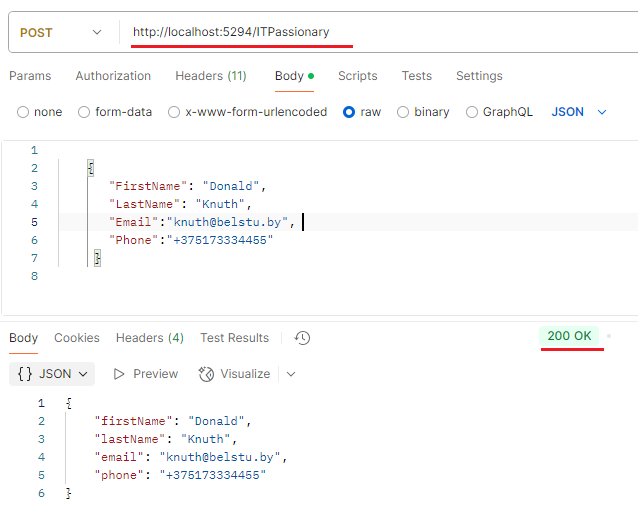 POST http://localhost:5294/ITPassionary
Params Authorization Headers (11) Body Scripts Tests Settings
none form-data x-www-form-urlencoded raw binary GraphQL JSON
1
2 {
3 "FirstName": "Donald",
4 "LastName": "Knuth",
5 "Email":"knuth@belstu.by",
6 "Phone":"+375173334455"
7 }
8
Body Cookies Headers (4) Test Results 200 OK
{} JSON Preview Visualize
1 {
2 "firstName": "Donald",
3 "lastName": "Knuth",
4 "email": "knuth@belstu.by",
5 "phone": "+375173334455"
6 }